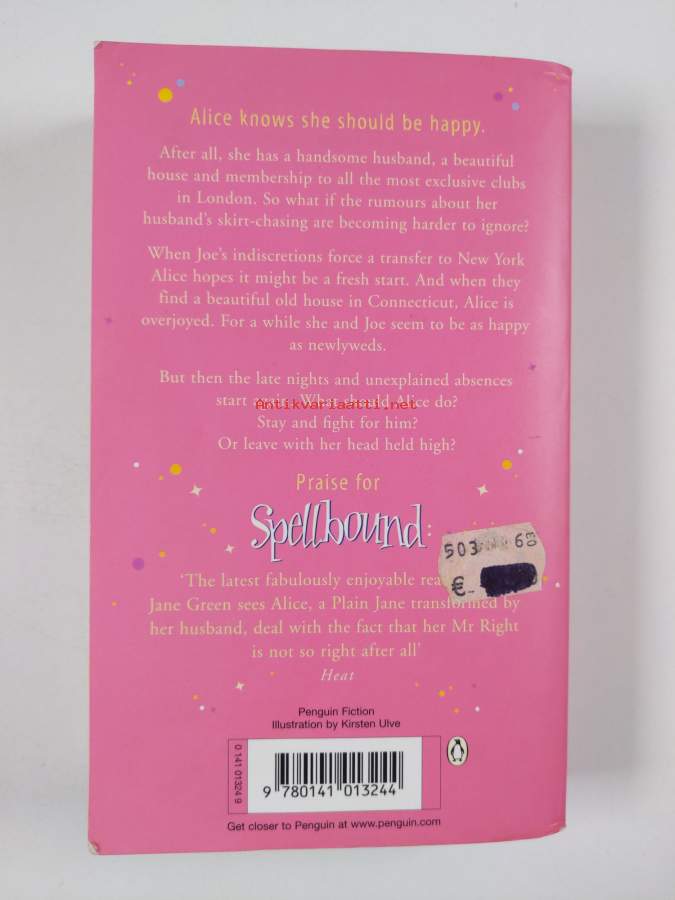 Alice knows she should be happy.
After all, she has a handsome husband, a beautiful
house and membership to all the most exclusive clubs
in London. So what if the rumours about her
husband's skirt-chasing are becoming harder to ignore?
When Joe's indiscretions force a transfer to New York
Alice hopes it might be a fresh start. And when they
find a beautiful old house in Connecticut, Alice is
overjoyed. For a while she and Joe seem to be as happy
as newlyweds.
But then the late nights and unexplained absences
start again. What should Alice do?
Antikvariaatti.net
Stay and fight for him?
Or leave with her head held high?
Praise for
Spellbound:
503 6 03
€
'The latest fabulously enjoyable
Jane Green sees Alice, a Plain Jane transformed by
her husband, deal with the fact that her Mr Right
is not so right after all'
Heat
Penguin Fiction
Illustration by Kirsten Ulve
0 141 01324 9
9 780141 013244
Get closer to Penguin at www.penguin.com